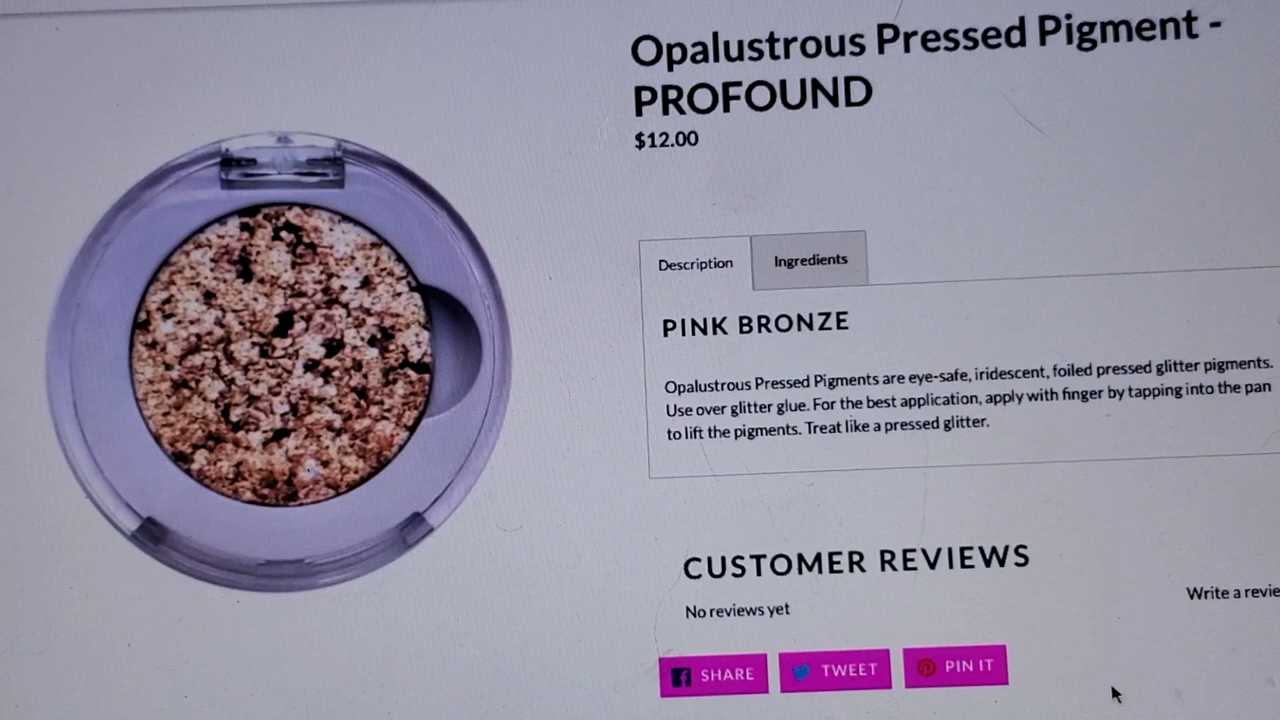 Opalustrous Pressed Pigment -
PROFOUND
$12.00
Description
Ingredients
PINK BRONZE
Opalustrous Pressed Pigments are eye-safe, iridescent, foiled pressed glitter pigments.
Use over glitter glue. For the best application, apply with finger by tapping into the pan
to lift the pigments. Treat like a pressed glitter.
CUSTOMER REVIEWS
No reviews yet
Write a revie
SHARE
TWEET
PIN IT